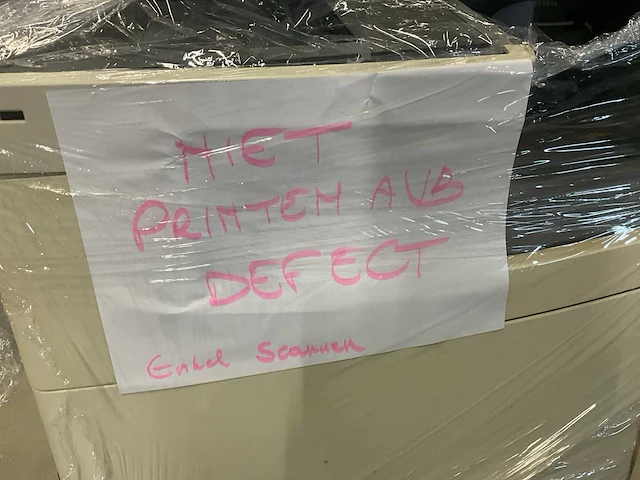 NIET
PRINTEN AUB
DEFECT
Enkel Scannen